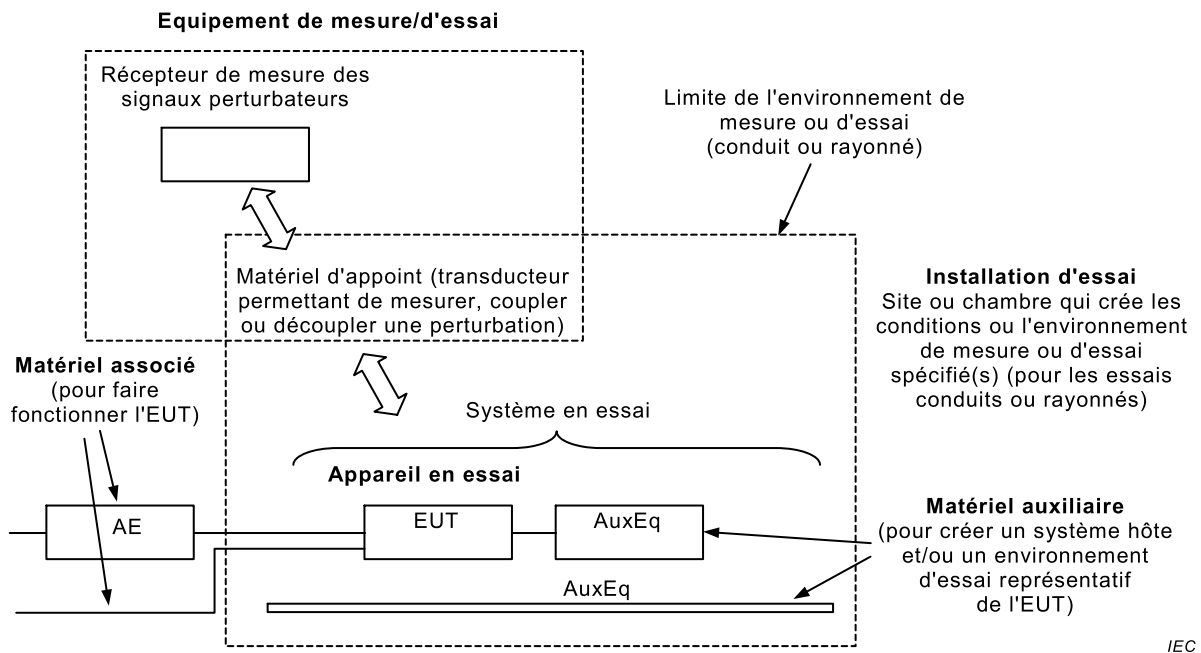 Equipement de mesure/d'essai
Récepteur de mesure des
signaux perturbateurs
Limite de l'environnement de
mesure ou d'essai
(conduit ou rayonné)
Matériel d'appoint (transducteur
permettant de mesurer, coupler
ou découpler une perturbation)
Installation d'essai
Site ou chambre qui crée les
conditions ou l'environnement
de mesure ou d'essai
spécifié(s) (pour les essais
conduits ou rayonnés)
Matériel associé
(pour faire
fonctionner l'EUT)
Système en essai
Appareil en essai
AE
EUT
AuxEq
Matériel auxiliaire
(pour créer un système hôte
et/ou un environnement
d'essai représentatif
de l'EUT)
AuxEq
IEC